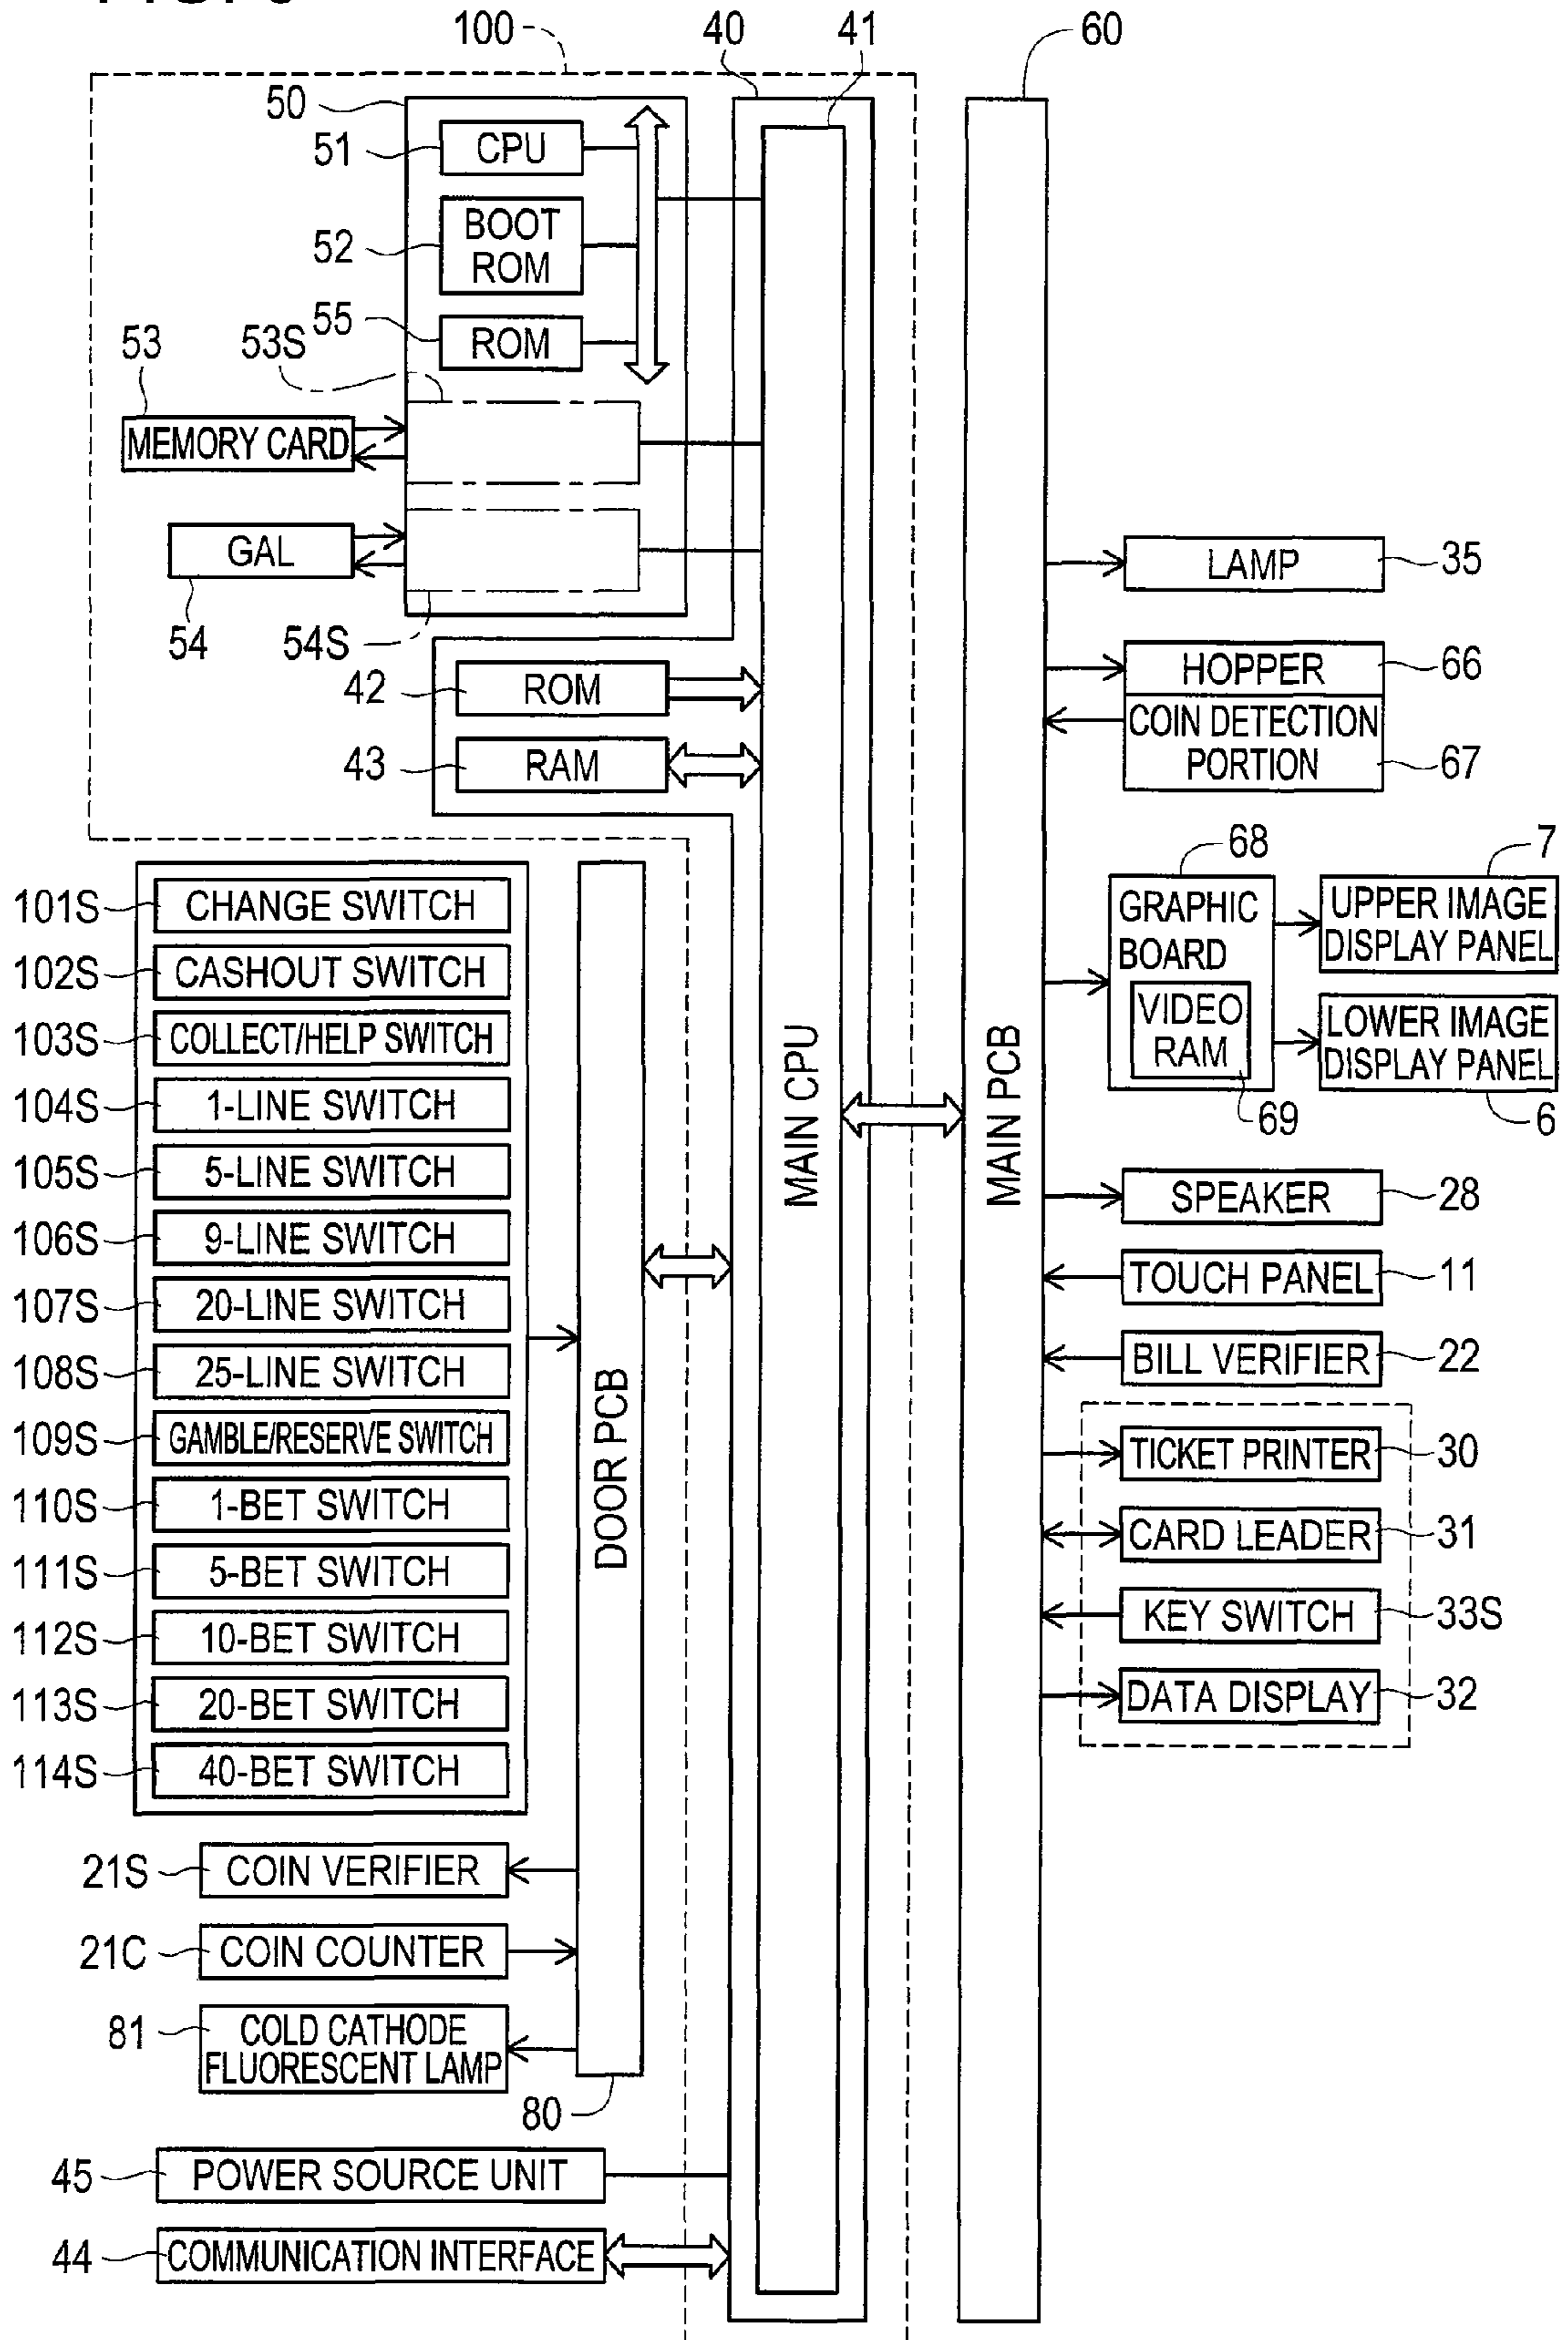 100
40
41
60
50
51
CPU
52
BOOT
ROM
55
ROM
53
53S
MEMORY CARD
GAL
54
54S
42
ROM
43
RAM
LAMP
35
HOPPER
66
COIN DETECTION
PORTION
67
68
7
GRAPHIC
BOARD
VIDEO
RAM
69
UPPER IMAGE
DISPLAY PANEL
LOWER IMAGE
DISPLAY PANEL
6
MAIN CPU
MAIN PCB
DOOR PCB
101S
CHANGE SWITCH
102S
CASHOUT SWITCH
103S
COLLECT/HELP SWITCH
104S
1-LINE SWITCH
105S
5-LINE SWITCH
106S
9-LINE SWITCH
107S
20-LINE SWITCH
108S
25-LINE SWITCH
109S
GAMBLE/RESERVE SWITCH
110S
1-BET SWITCH
111S
5-BET SWITCH
112S
10-BET SWITCH
113S
20-BET SWITCH
114S
40-BET SWITCH
SPEAKER
28
TOUCH PANEL
11
BILL VERIFIER
22
TICKET PRINTER
30
CARD LEADER
31
KEY SWITCH
33S
DATA DISPLAY
32
21S
COIN VERIFIER
21C
COIN COUNTER
81
COLD CATHODE
FLUORESCENT LAMP
80
45
POWER SOURCE UNIT
44
COMMUNICATION INTERFACE